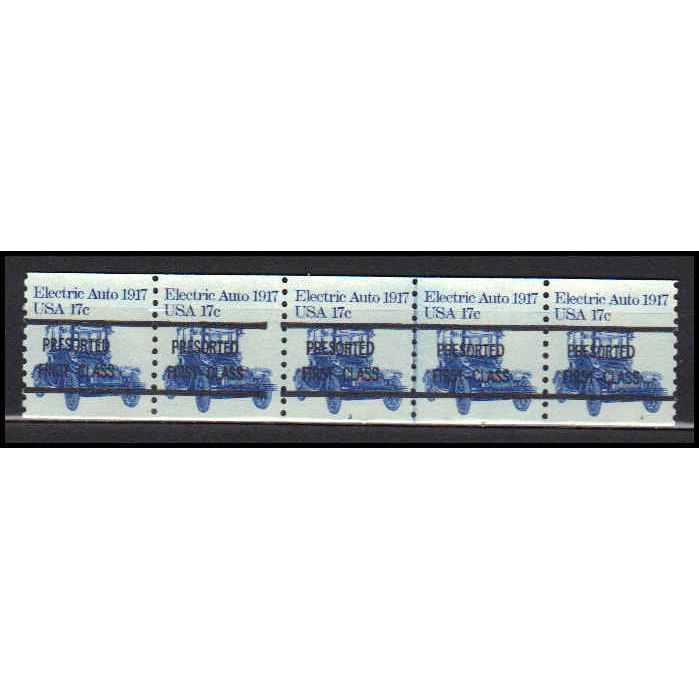 Electric Auto 1917 Electric Auto 1917 Electric Auto 1917 Electric Auto 1917 Electric Auto 1917
USA 17c USA 17c USA 17c USA 17c USA 17c
PRESORTED PRESORTED PRESORTED PRESORTED PRESORTED
FIRST CLASS FIRST CLASS FIRST CLASS FIRST CLASS FIRST CLASS